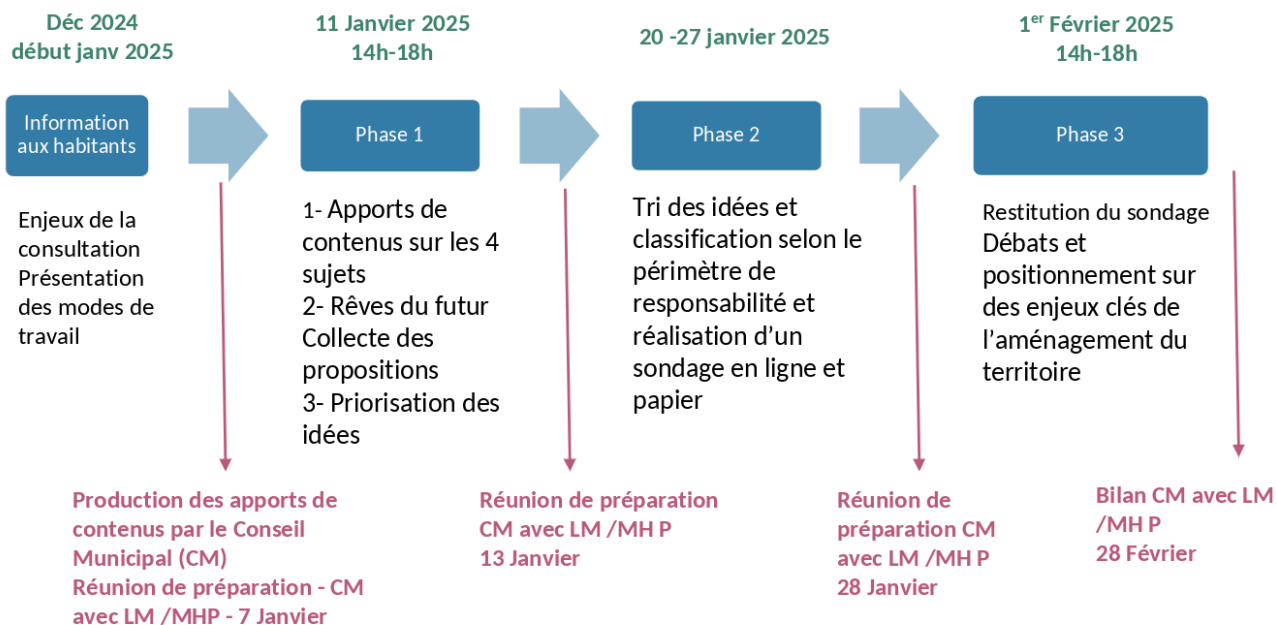 Déc 2024
début janv 2025
11 Janvier 2025
14h-18h
20 -27 janvier 2025
1er Février 2025
14h-18h
Information
aux habitants
Phase 1
Phase 2
Phase 3
Enjeux de la
consultation
Présentation
des modes de
travail
1- Apports de
contenus sur les 4
sujets
2- Rêves du futur
Collecte des
propositions
3- Priorisation des
idées
Tri des idées et
classification selon le
périmètre de
responsabilité et
réalisation d’un
sondage en ligne et
papier
Restitution du sondage
Débats et
positionnement sur
des enjeux clés de
l’aménagement du
territoire
Production des apports de
contenus par le Conseil
Municipal (CM)
Réunion de préparation - CM
avec LM /MHP - 7 Janvier
Réunion de préparation
CM avec LM /MH P
13 Janvier
Réunion de
préparation CM
avec LM /MH P
28 Janvier
Bilan CM avec LM
/MH P
28 Février